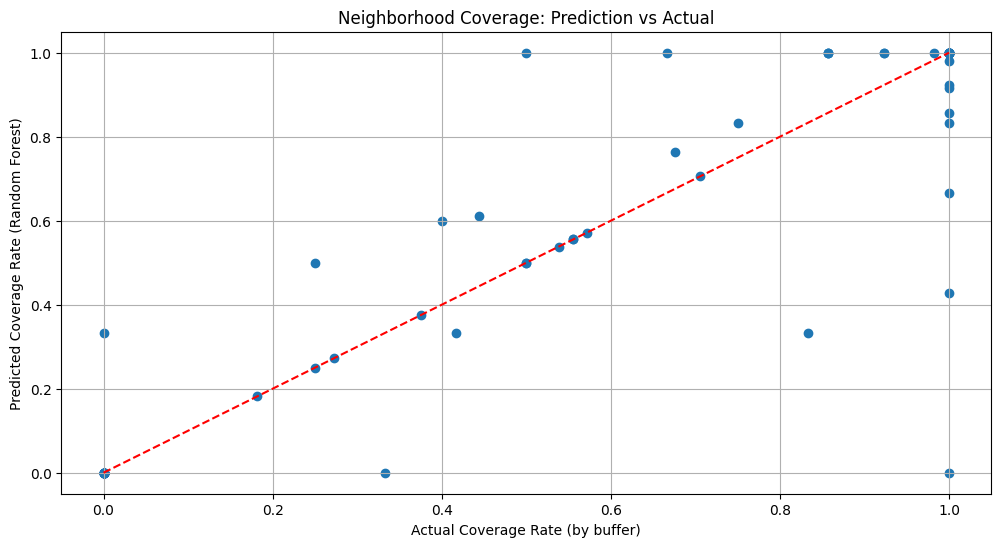 Neighborhood Coverage: Prediction vs Actual
Predicted Coverage Rate (Random Forest)
1.0
0.8
0.6
0.4
0.2
0.0
0.0 0.2 0.4 0.6 0.8 1.0
Actual Coverage Rate (by buffer)